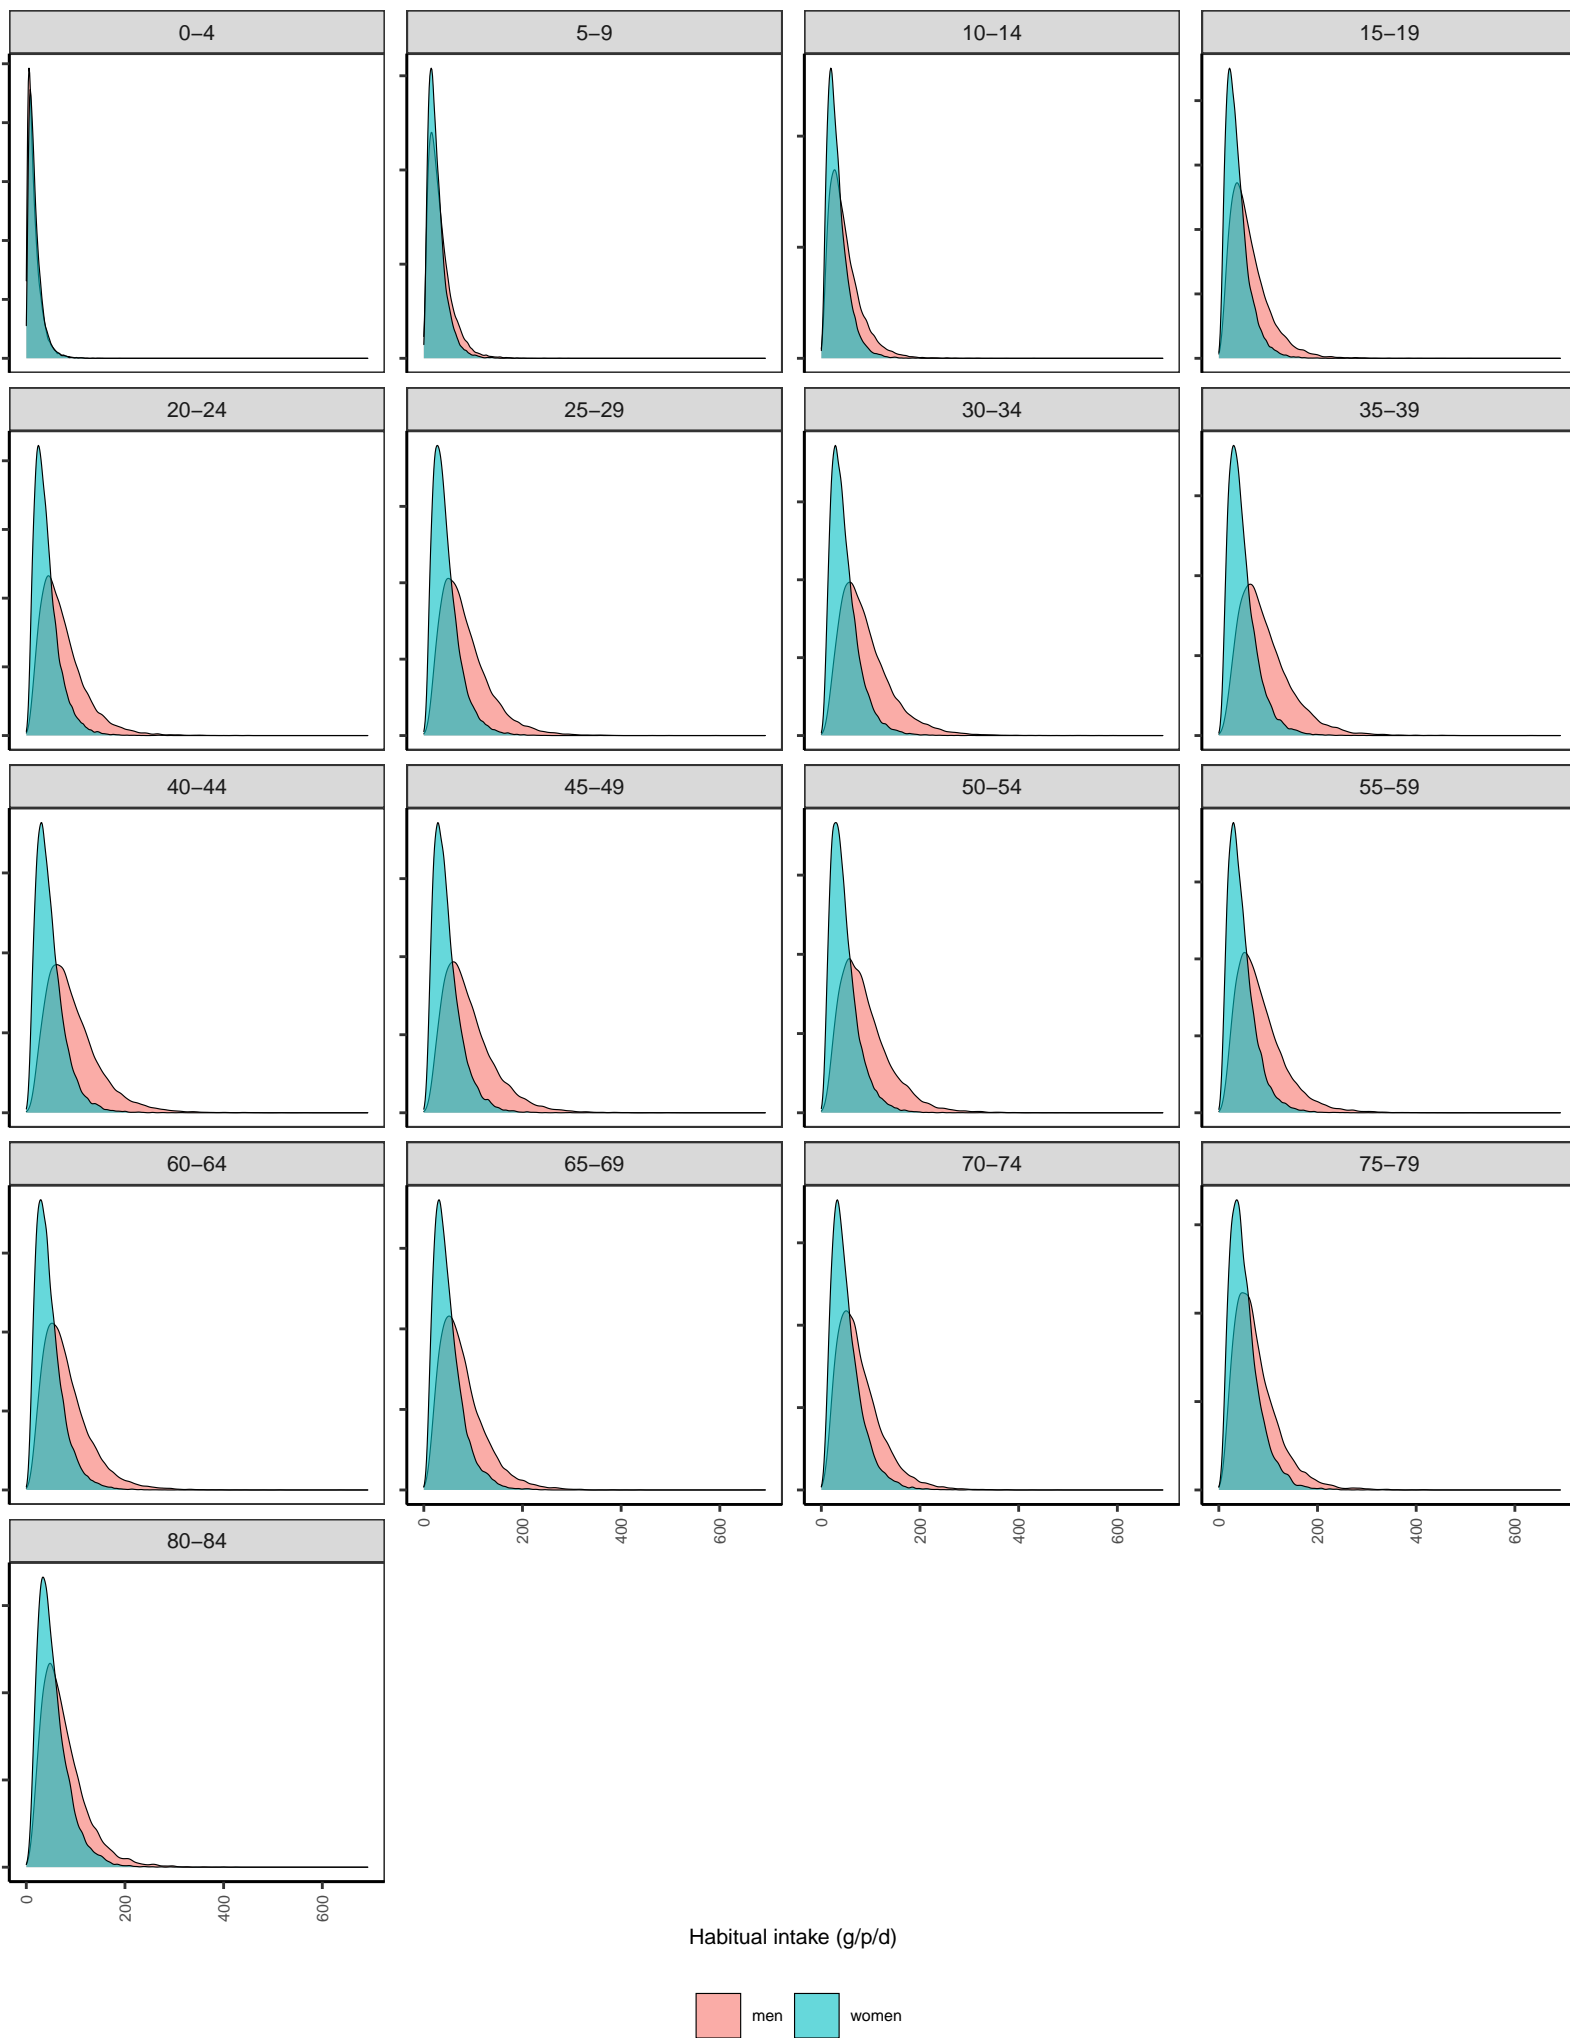 0–4 5–9 10–14 15–19
20–24 25–29 30–34 35–39
40–44 45–49 50–54 55–59
60–64 65–69 70–74 75–79
0 200 400 600 0 200 400 600 0 200 400 600
80–84
0 200 400 600
Habitual intake (g/p/d)
men women